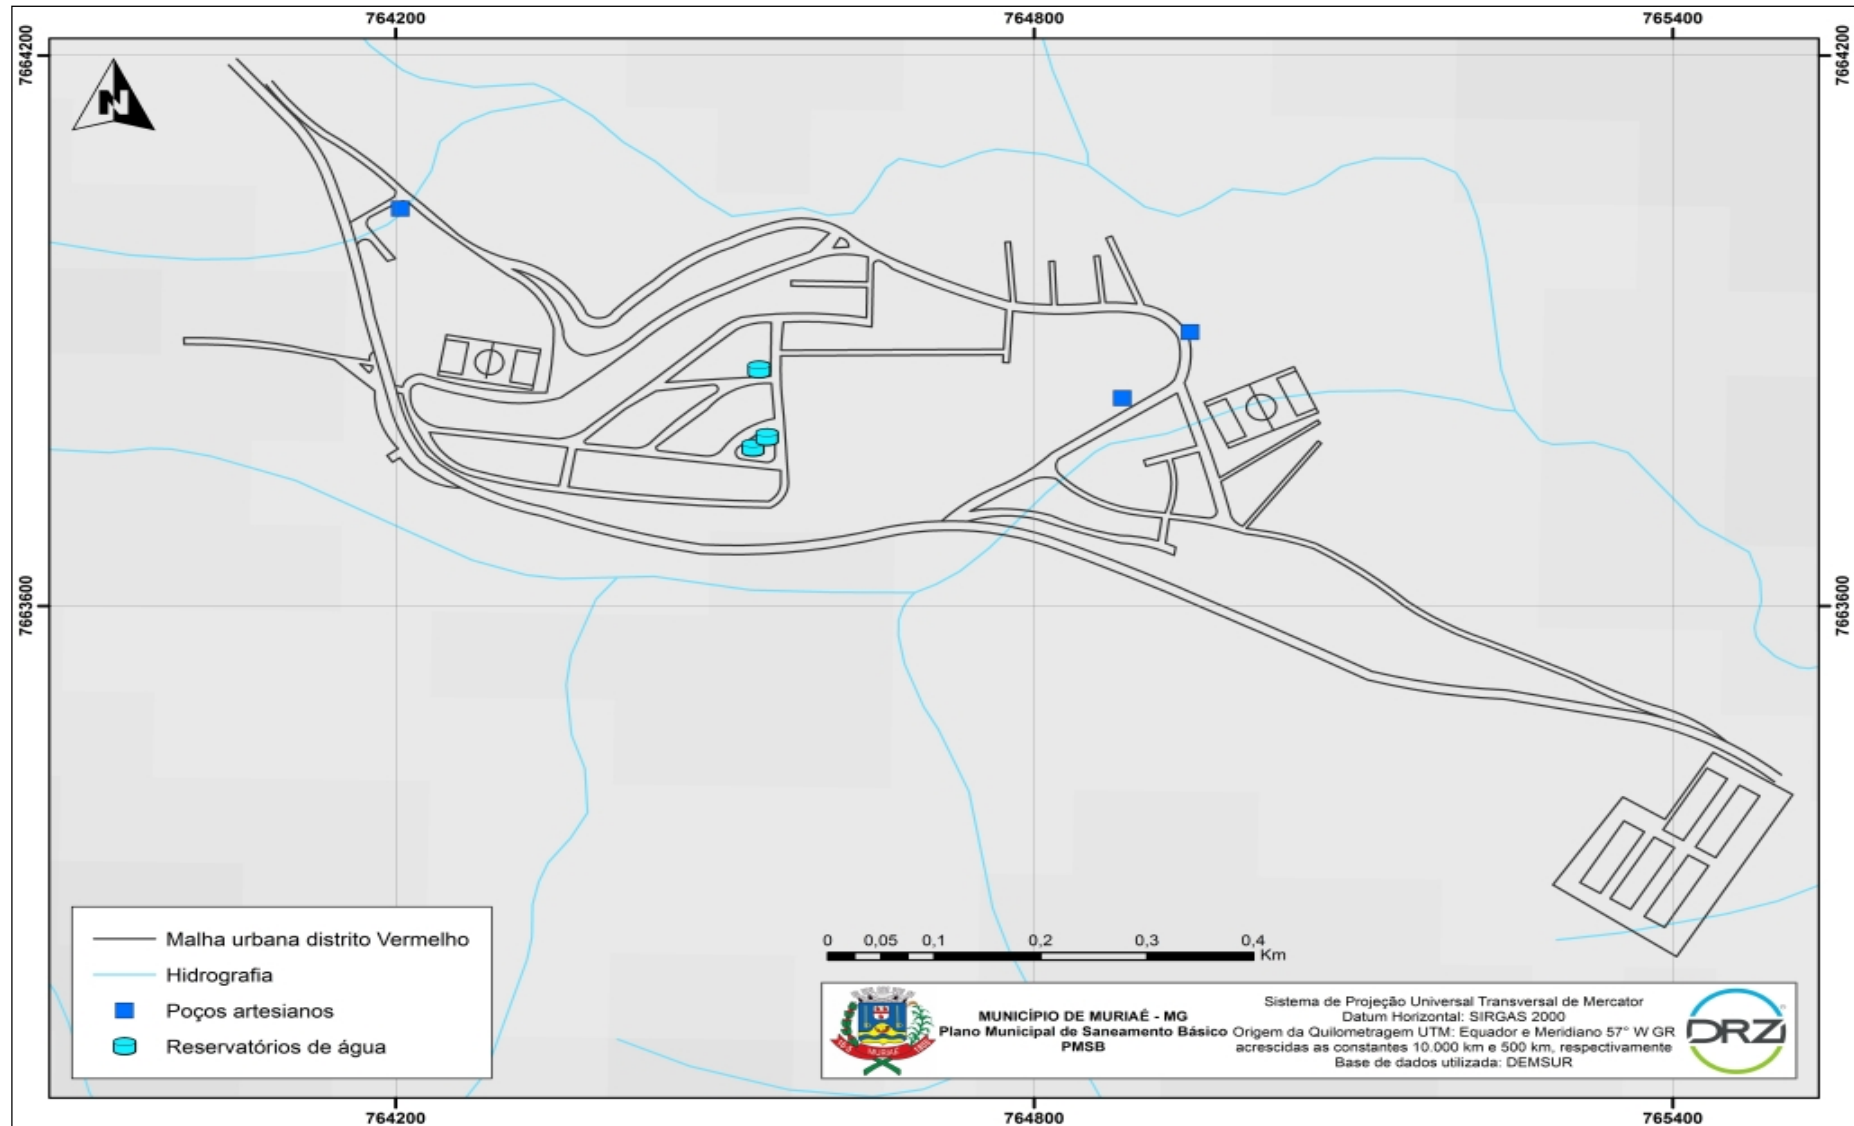 764200
764800
765400
7664200
7664200
N
7663600
7663600
Malha urbana distrito Vermelho
Hidrografia
Poços artesianos
Reservatórios de água
0 0,05 0,1 0,2 0,3 0,4
Km
MUNICÍPIO DE MURIAÉ - MG
Plano Municipal de Saneamento Básico
PMSB
Sistema de Projeção Universal Transversal de Mercator
Datum Horizontal: SIRGAS 2000
Origem da Quilometragem UTM: Equador e Meridiano 57° W GR
acrescidas as constantes 10.000 km e 500 km, respectivamente
Base de dados utilizada: DEMSUR
MURIAÉ
DRZ
764200
764800
765400